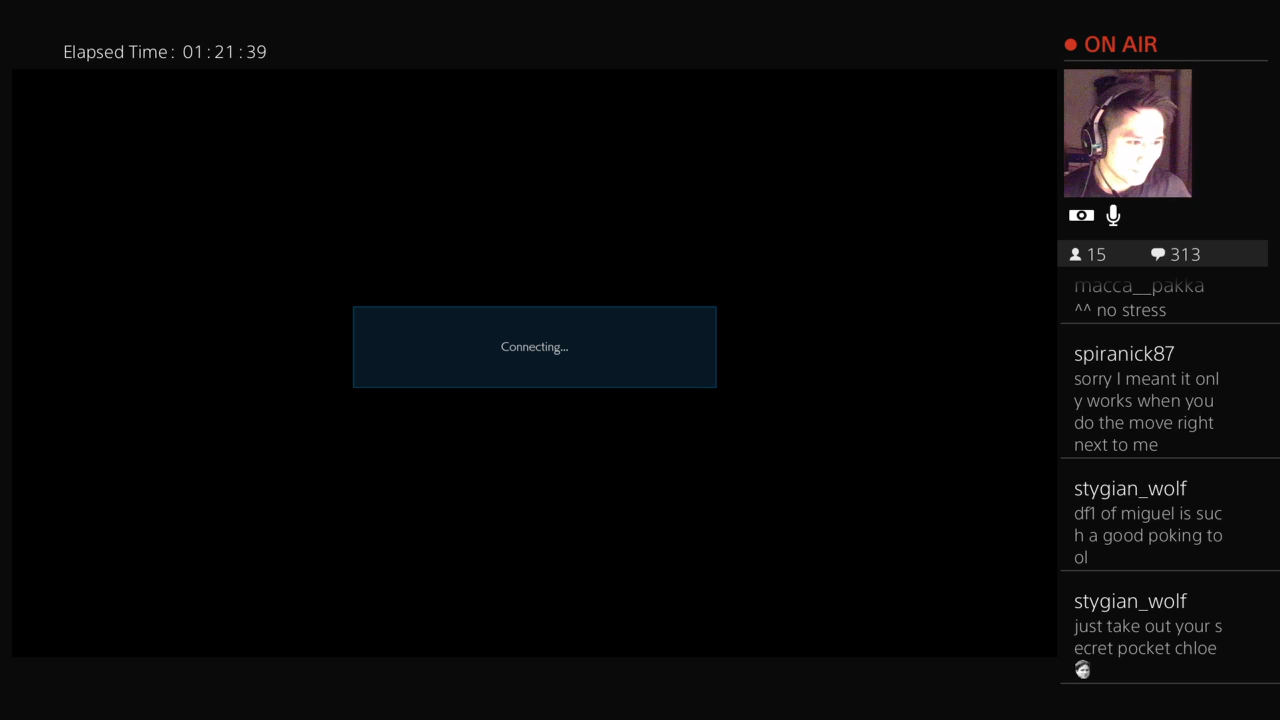 Elapsed Time: 01:21:39
ON AIR
15 313
macca__pakka
^^ no stress
spiranick87
sorry I meant it onl
y works when you
do the move right
next to me
stygian_wolf
df1 of miguel is suc
h a good poking to
ol
stygian_wolf
just take out your s
ecret pocket chloe
Connecting...